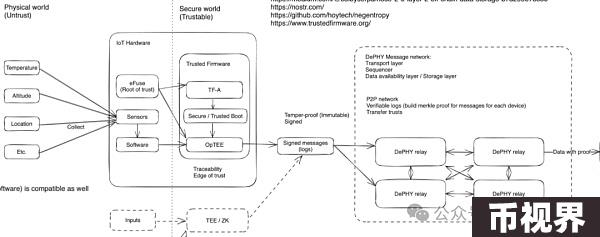 Physical world
(Untrust)
Secure world
(Trustable)
https://nostr.com/
https://github.com/hoytech/negentropy
https://www.trustedfirmware.org/
IoT Hardware
Trusted Firmware
eFuse
(Root of trust)
TF-A
Temperature
Altitude
Location
Etc.
Collect
Sensors
Software
Secure / Trusted Boot
OpTEE
Traceability
Edge of trust
Temper-proof (Immutable)
Signed
Signed messages
(logs)
DePHY Message network:
Transport layer
Sequencer
Data availability layer / Storage layer
P2P network
Verifiable logs (build merkle proof for messages for each device)
Transfer trusts
DePHY relay
DePHY relay
DePHY relay
DePHY relay
Data with proof
oftware) is compatible as well
Inputs
TEE / ZK
公众
币视界